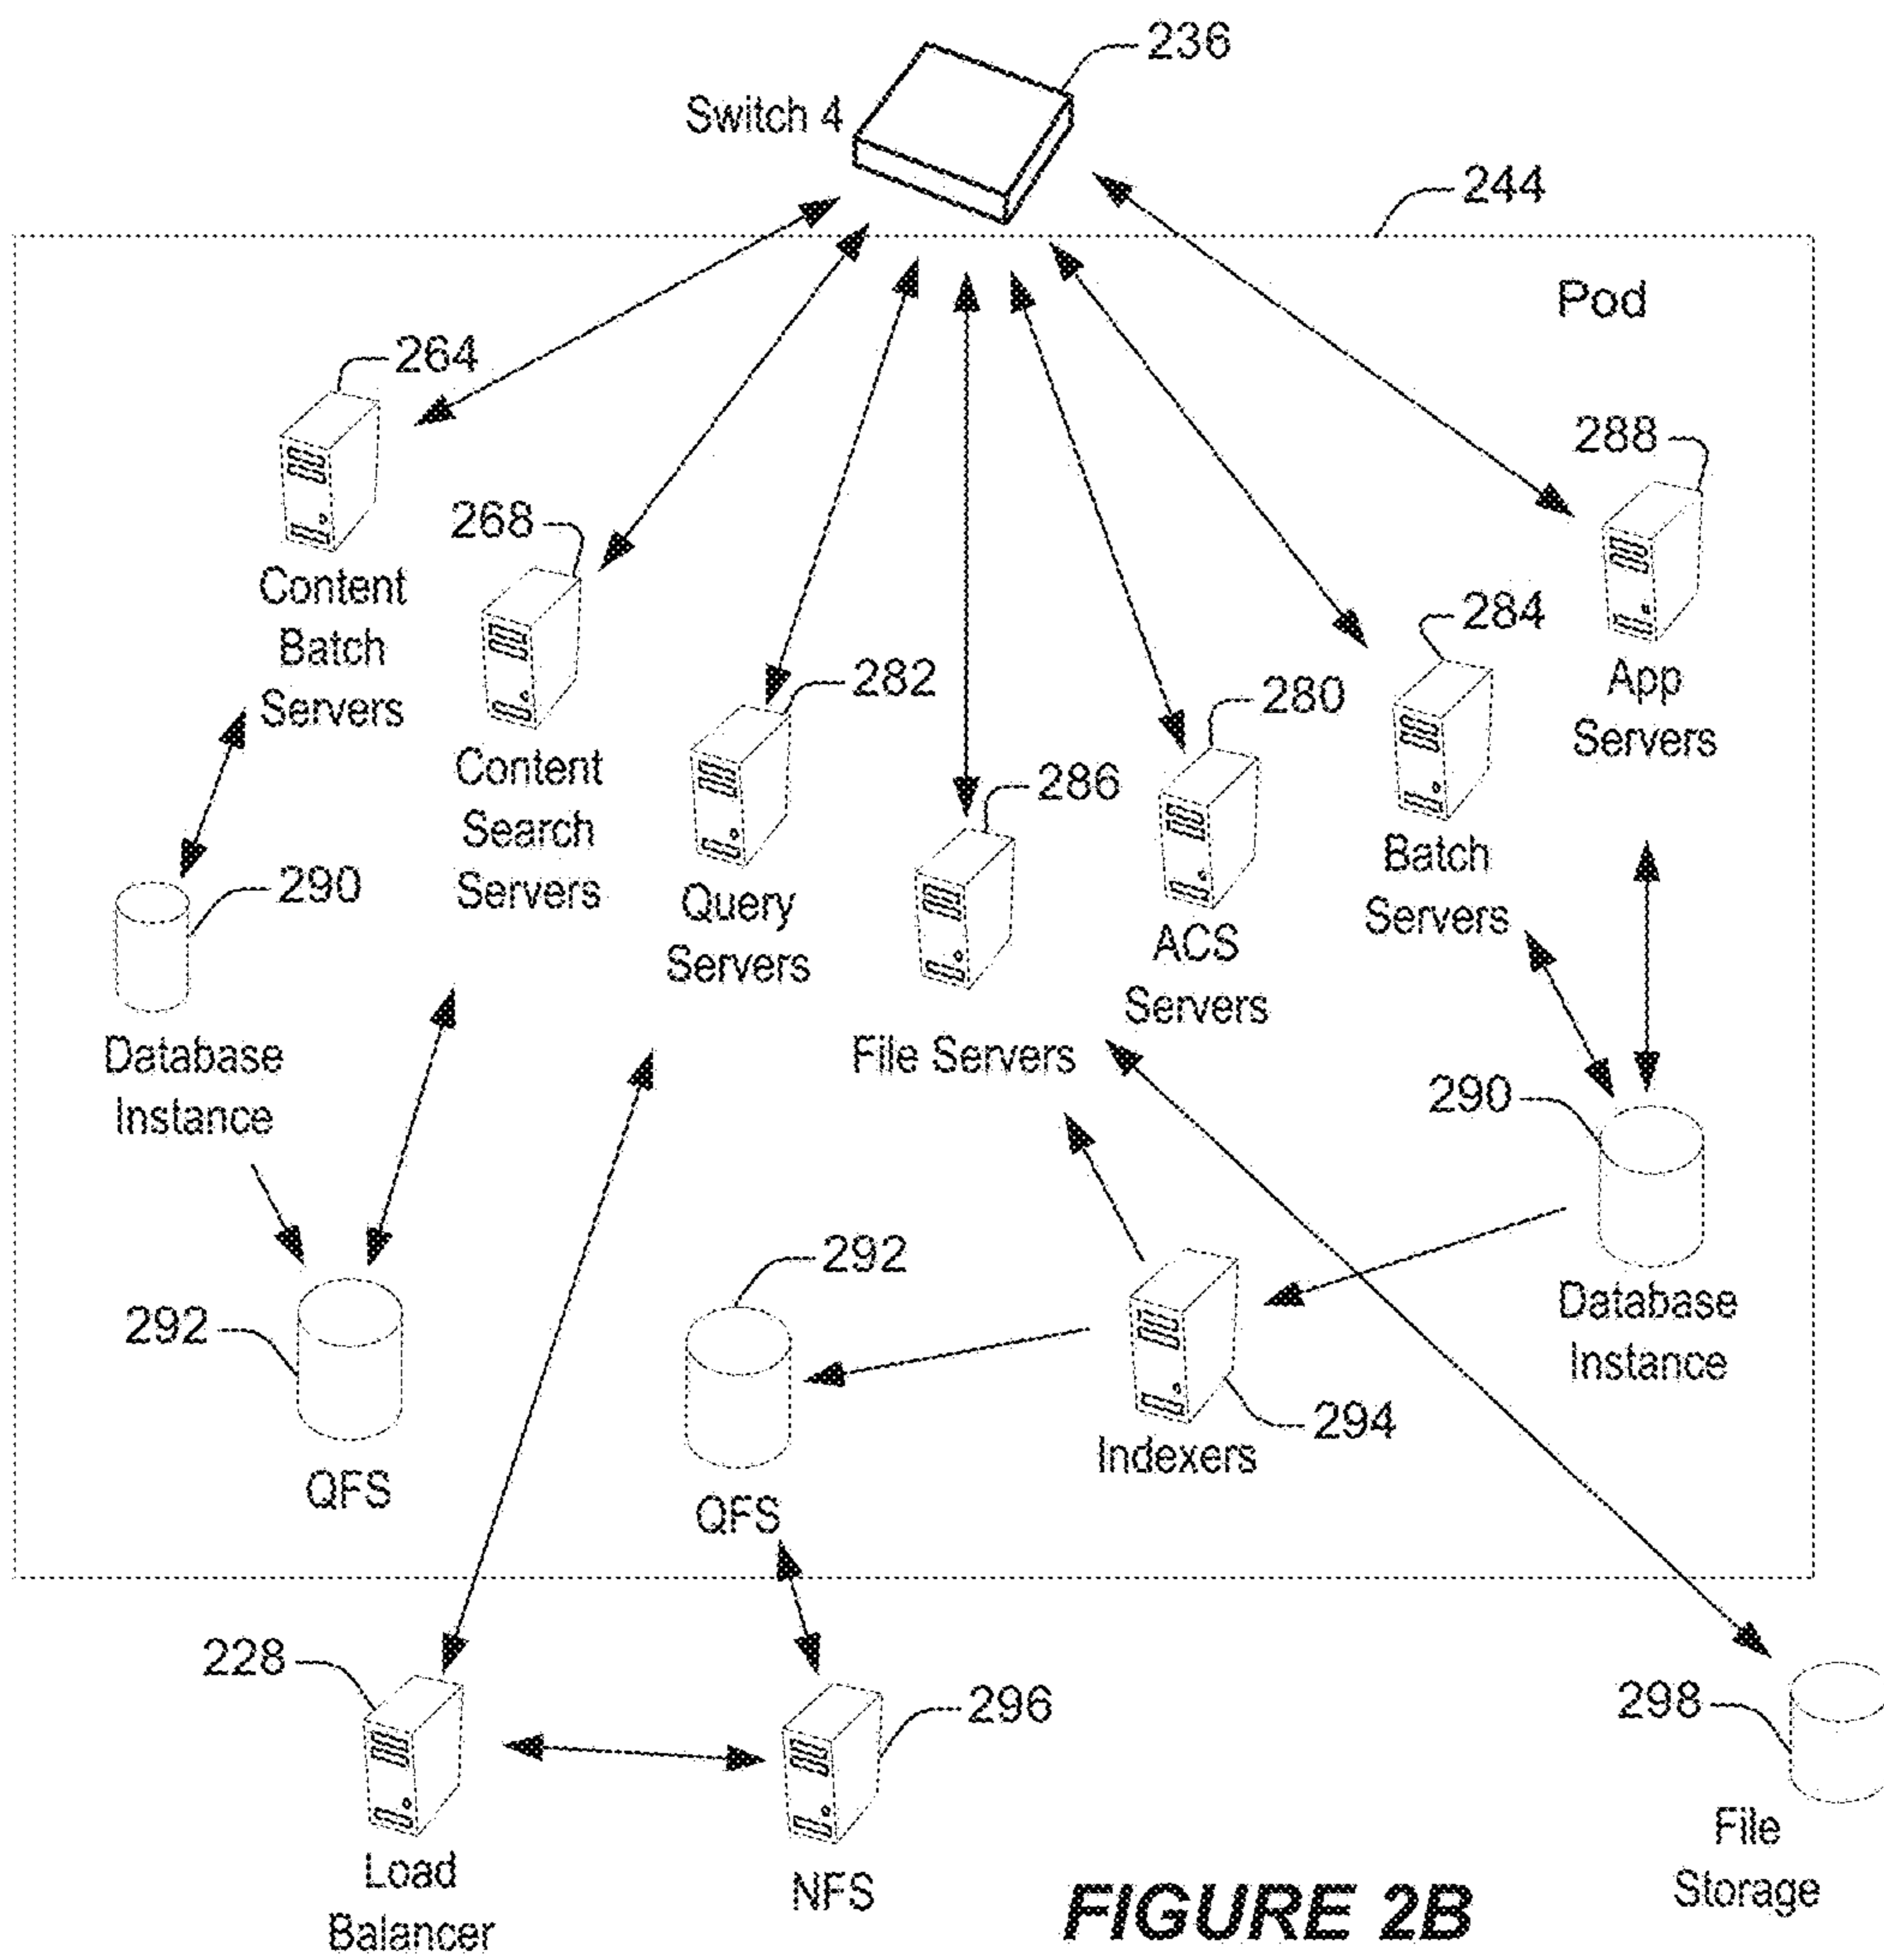 236
Switch 4
244
Pod
264
Content
Batch
Servers
268
Content
Search
Servers
282
Query
Servers
286
File Servers
280
ACS
Servers
284
Batch
Servers
288
App
Servers
290
Database
Instance
290
Database
Instance
292
QFS
292
QFS
294
Indexers
228
Load
Balancer
296
NFS
298
File
Storage
FIGURE 2B